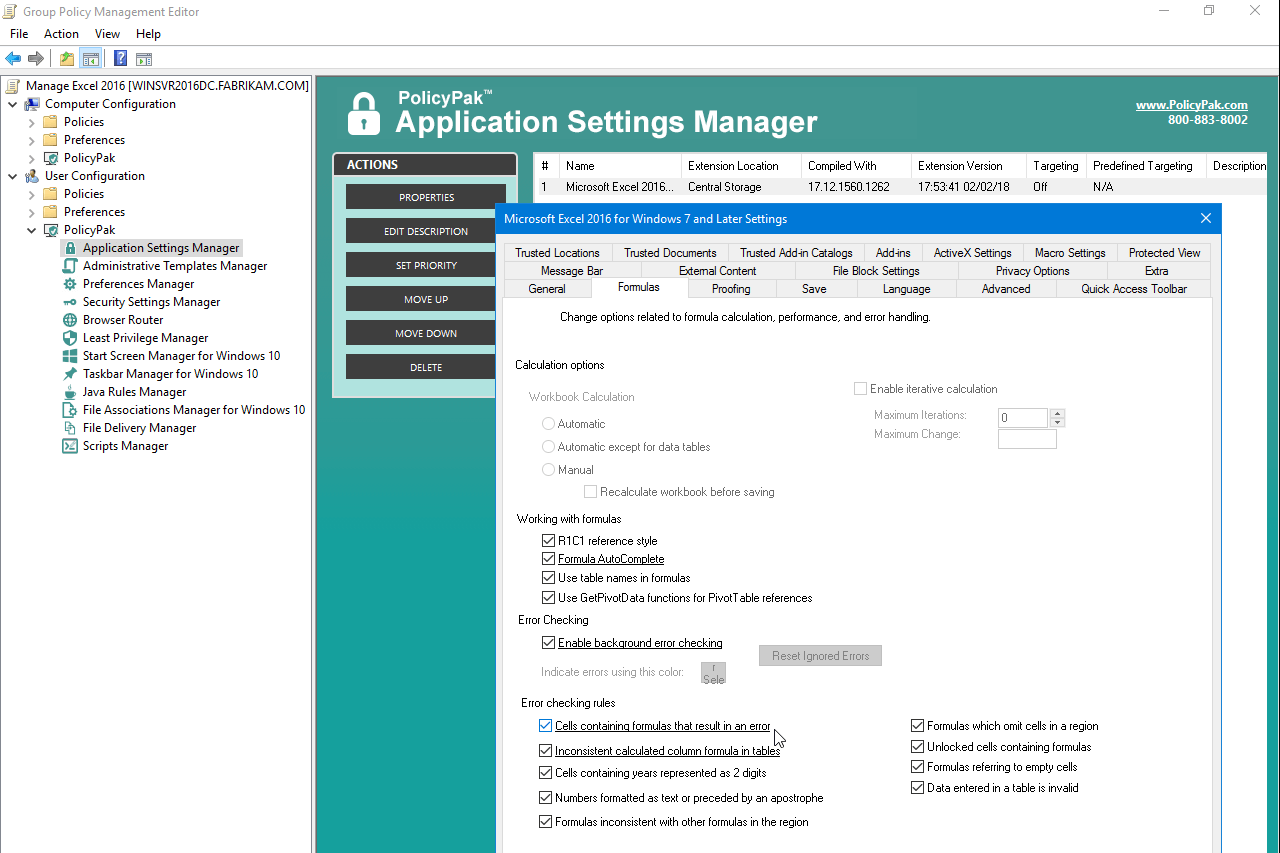 Group Policy Management Editor
File Action View Help
Manage Excel 2016 [WINSVR2016DC.FABRIKAM.COM]
Computer Configuration
Policies
Preferences
PolicyPak
User Configuration
Policies
Preferences
PolicyPak
Application Settings Manager
Administrative Templates Manager
Preferences Manager
Security Settings Manager
Browser Router
Least Privilege Manager
Start Screen Manager for Windows 10
Taskbar Manager for Windows 10
Java Rules Manager
File Associations Manager for Windows 10
File Delivery Manager
Scripts Manager
PolicyPak™
Application Settings Manager
www.PolicyPak.com
800-883-8002
ACTIONS
PROPERTIES
EDIT DESCRIPTION
SET PRIORITY
MOVE UP
MOVE DOWN
DELETE
# Name Extension Location Compiled With Extension Version Targeting Predefined Targeting Description
1 Microsoft Excel 2016... Central Storage 17.12.1560.1262 17:53:41 02/02/18 Off N/A
Microsoft Excel 2016 for Windows 7 and Later Settings
Trusted Locations Trusted Documents Trusted Add-in Catalogs Add-ins ActiveX Settings Macro Settings Protected View
Message Bar External Content File Block Settings Privacy Options Extra
General Formulas Proofing Save Language Advanced Quick Access Toolbar
Change options related to formula calculation, performance, and error handling.
Calculation options
Workbook Calculation
Automatic
Automatic except for data tables
Manual
Recalculate workbook before saving
Enable iterative calculation
Maximum Iterations: 0
Maximum Change:
Working with formulas
R1C1 reference style
Formula AutoComplete
Use table names in formulas
Use GetPivotData functions for PivotTable references
Error Checking
Enable background error checking
Reset Ignored Errors
Indicate errors using this color:
Sele
Error checking rules
Cells containing formulas that result in an error
Inconsistent calculated column formula in tables
Cells containing years represented as 2 digits
Numbers formatted as text or preceded by an apostrophe
Formulas inconsistent with other formulas in the region
Formulas which omit cells in a region
Unlocked cells containing formulas
Formulas referring to empty cells
Data entered in a table is invalid